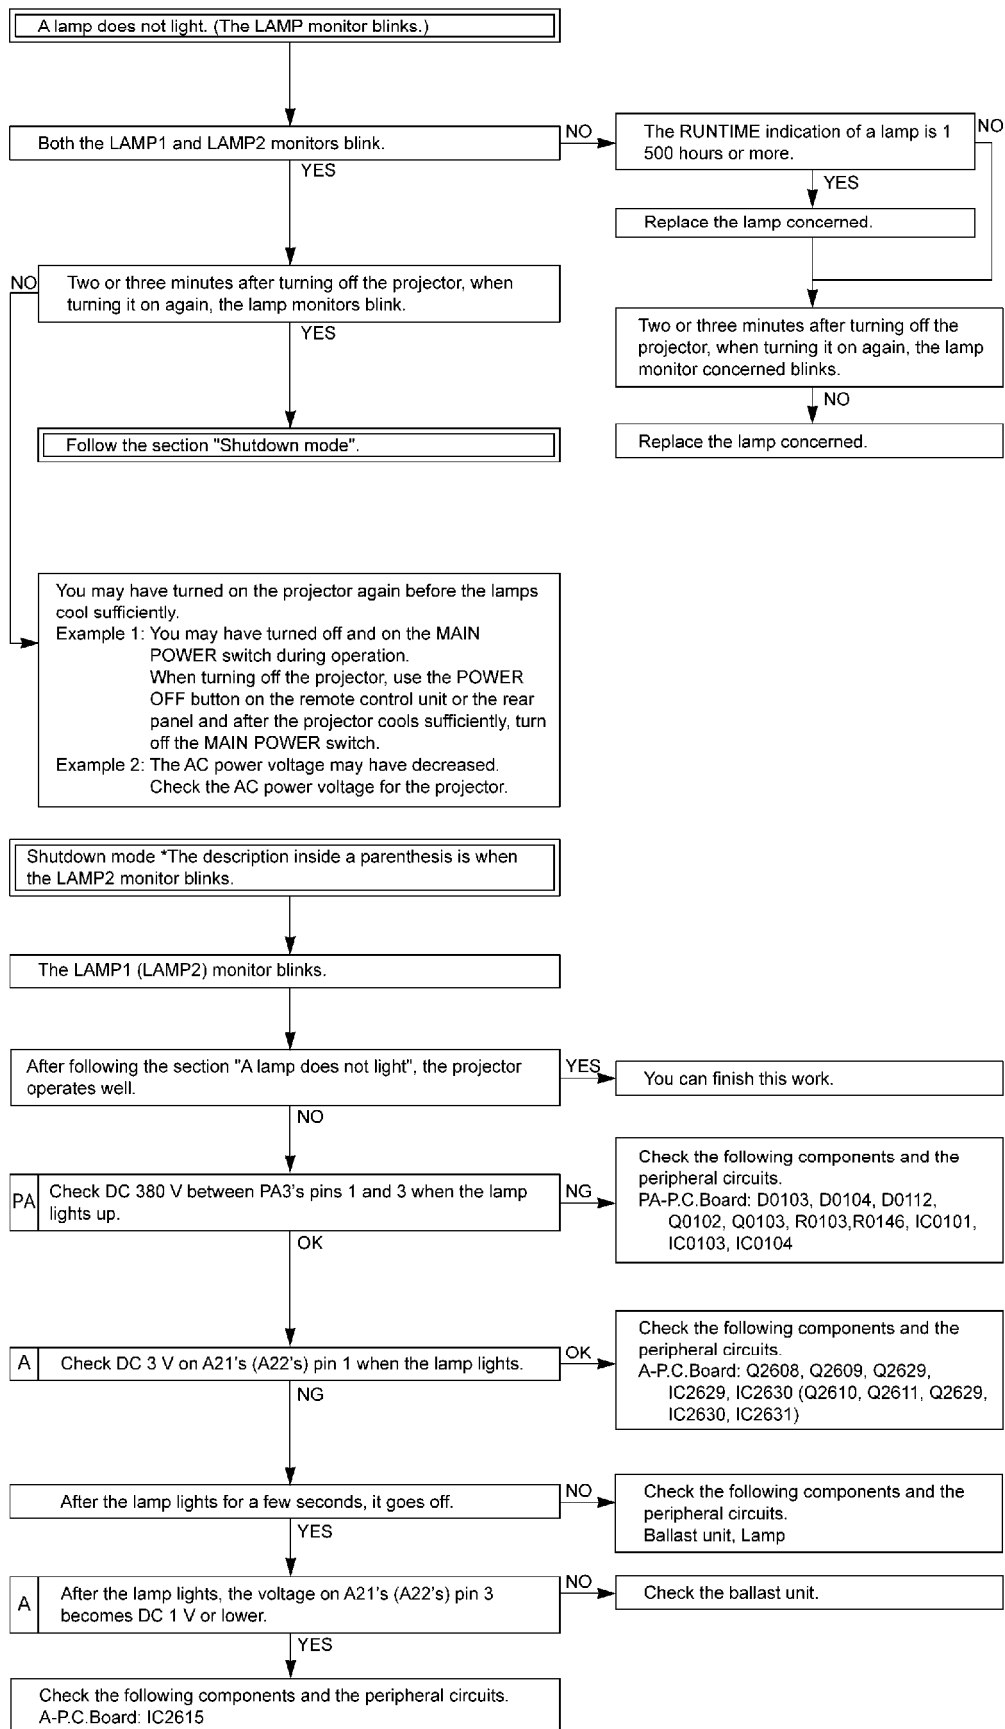 A lamp does not light. (The LAMP monitor blinks.)
Both the LAMP1 and LAMP2 monitors blink.
NO
The RUNTIME indication of a lamp is 1
500 hours or more.
NO
YES
YES
Replace the lamp concerned.
NO
Two or three minutes after turning off the projector, when
turning it on again, the lamp monitors blink.
YES
Two or three minutes after turning off the
projector, when turning it on again, the lamp
monitor concerned blinks.
NO
Follow the section "Shutdown mode".
Replace the lamp concerned.
You may have turned on the projector again before the lamps
cool sufficiently.
Example 1: You may have turned off and on the MAIN
POWER switch during operation.
When turning off the projector, use the POWER
OFF button on the remote control unit or the rear
panel and after the projector cools sufficiently, turn
off the MAIN POWER switch.
Example 2: The AC power voltage may have decreased.
Check the AC power voltage for the projector.
Shutdown mode *The description inside a parenthesis is when
the LAMP2 monitor blinks.
The LAMP1 (LAMP2) monitor blinks.
After following the section "A lamp does not light", the projector
operates well.
YES
You can finish this work.
NO
PA
Check DC 380 V between PA3's pins 1 and 3 when the lamp
lights up.
NG
Check the following components and the
peripheral circuits.
PA-P.C.Board: D0103, D0104, D0112,
Q0102, Q0103, R0103,R0146, IC0101,
IC0103, IC0104
OK
A
Check DC 3 V on A21's (A22's) pin 1 when the lamp lights.
OK
Check the following components and the
peripheral circuits.
A-P.C.Board: Q2608, Q2609, Q2629,
IC2629, IC2630 (Q2610, Q2611, Q2629,
IC2630, IC2631)
NG
After the lamp lights for a few seconds, it goes off.
NO
Check the following components and the
peripheral circuits.
Ballast unit, Lamp
YES
A
After the lamp lights, the voltage on A21's (A22's) pin 3
becomes DC 1 V or lower.
NO
Check the ballast unit.
YES
Check the following components and the peripheral circuits.
A-P.C.Board: IC2615